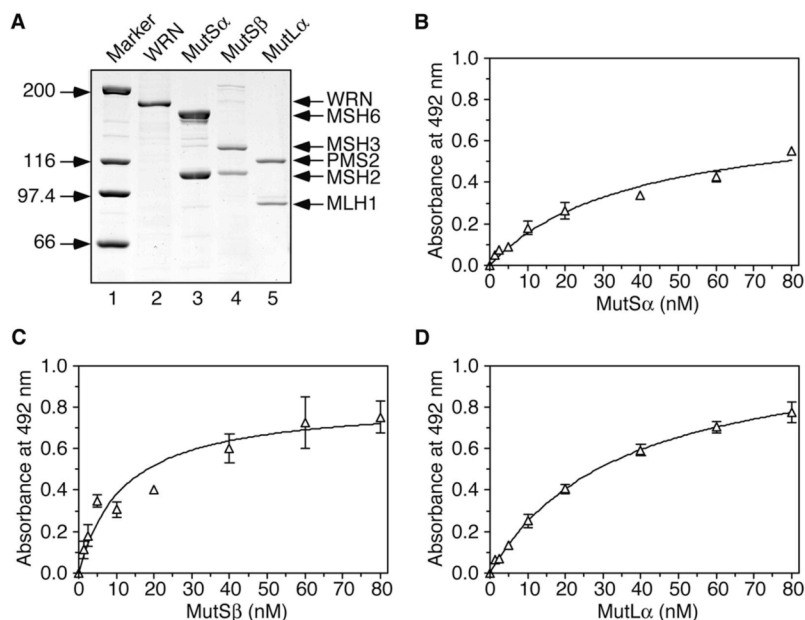 A
Marker
WRN
MutSα
MutSβ
MutLα
200
116
97.4
66
WRN
MSH6
MSH3
PMS2
MSH2
MLH1
1 2 3 4 5
B
Absorbance at 492 nm
1.0
0.8
0.6
0.4
0.2
0.0
0 10 20 30 40 50 60 70 80
MutSα (nM)
C
Absorbance at 492 nm
1.0
0.8
0.6
0.4
0.2
0.0
0 10 20 30 40 50 60 70 80
MutSβ (nM)
D
Absorbance at 492 nm
1.0
0.8
0.6
0.4
0.2
0.0
0 10 20 30 40 50 60 70 80
MutLα (nM)